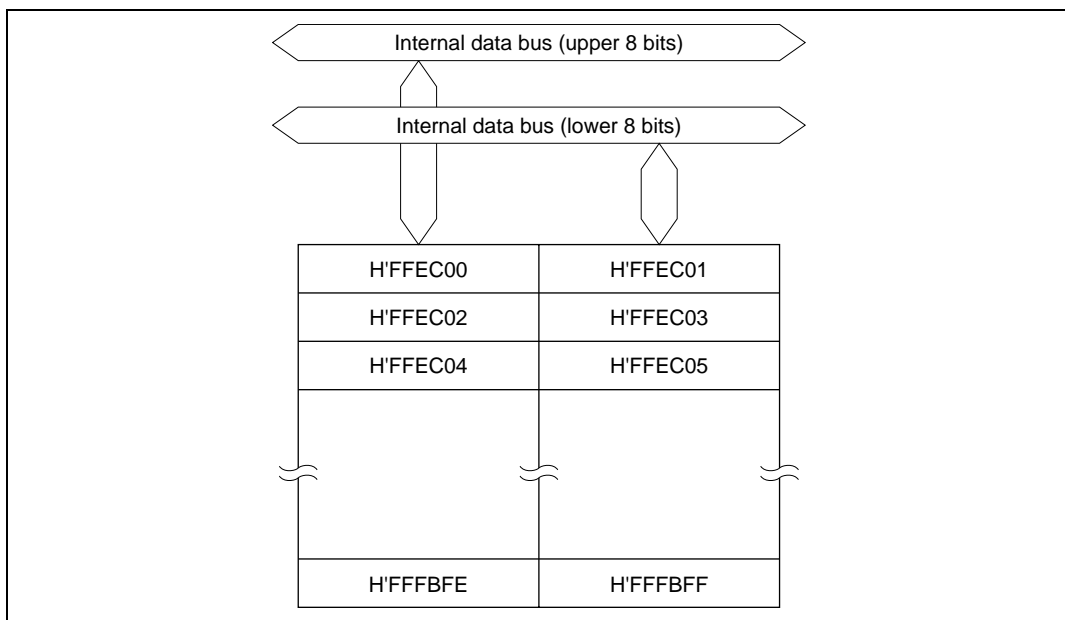 Internal data bus (upper 8 bits)
Internal data bus (lower 8 bits)
H'FFEC00 H'FFEC01
H'FFEC02 H'FFEC03
H'FFEC04 H'FFEC05
H'FFFBFE H'FFFBFF